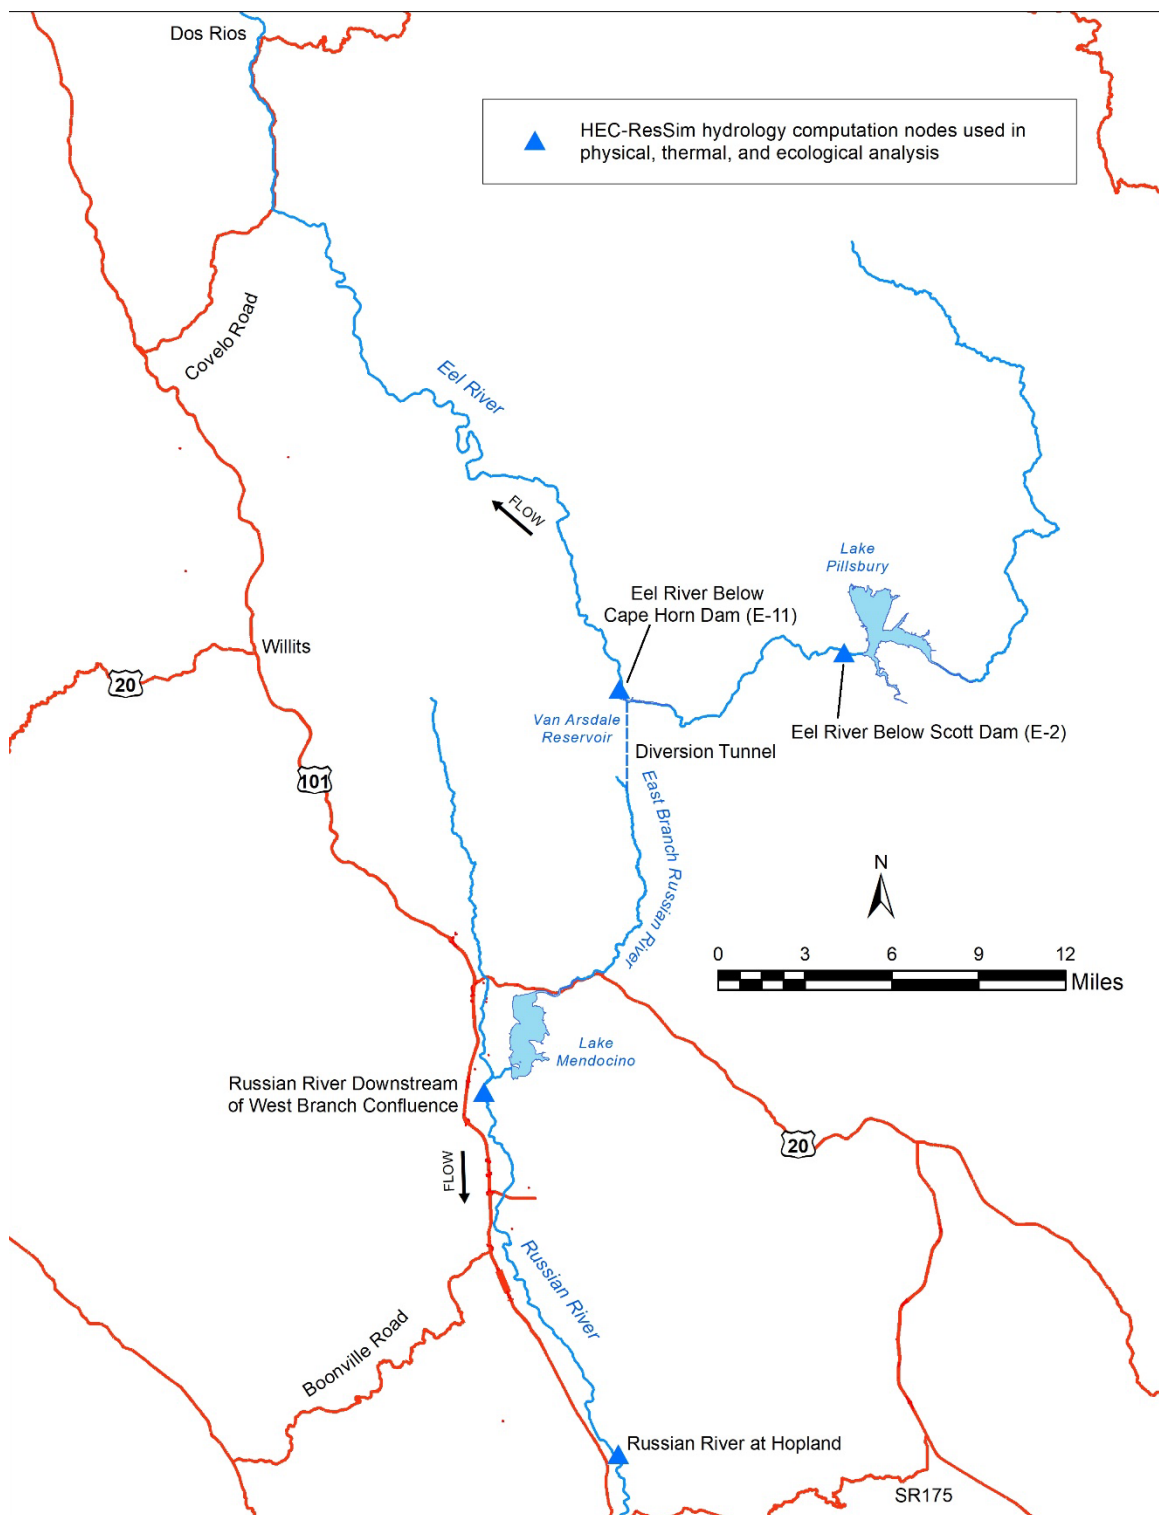 Dos Rios
HEC-ResSim hydrology computation nodes used in
physical, thermal, and ecological analysis
Covelo Road
Eel River
FLOW
Lake
Pillsbury
Eel River Below
Cape Horn Dam (E-11)
Willits
20
Van Arsdale
Reservoir
Eel River Below Scott Dam (E-2)
Diversion Tunnel
101
East Branch Russian River
N
0 3 6 9 12
Miles
Lake
Mendocino
Russian River Downstream
of West Branch Confluence
20
FLOW
Russian River
Boonville Road
Russian River at Hopland
SR175